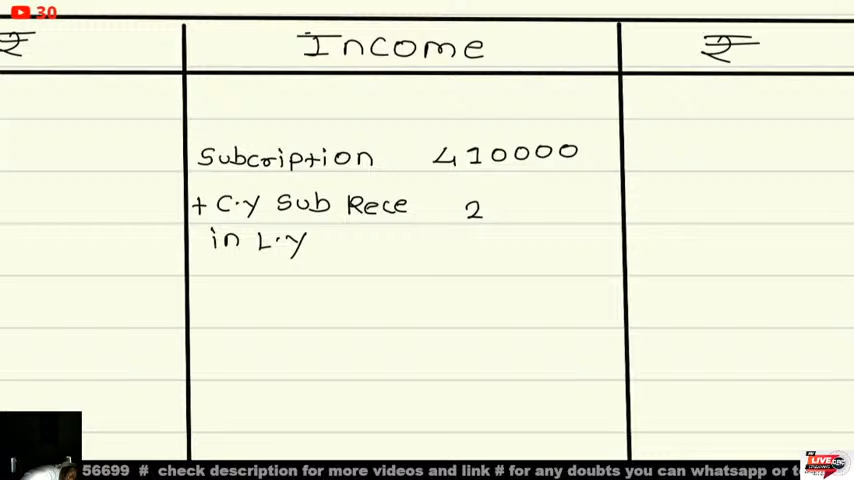 30
₹ Income ₹
Subcription 410000
+ C.y Sub Rece 2
in L.y
56699 # check description for more videos and link # for any doubts you can whatsapp or t
LIVE